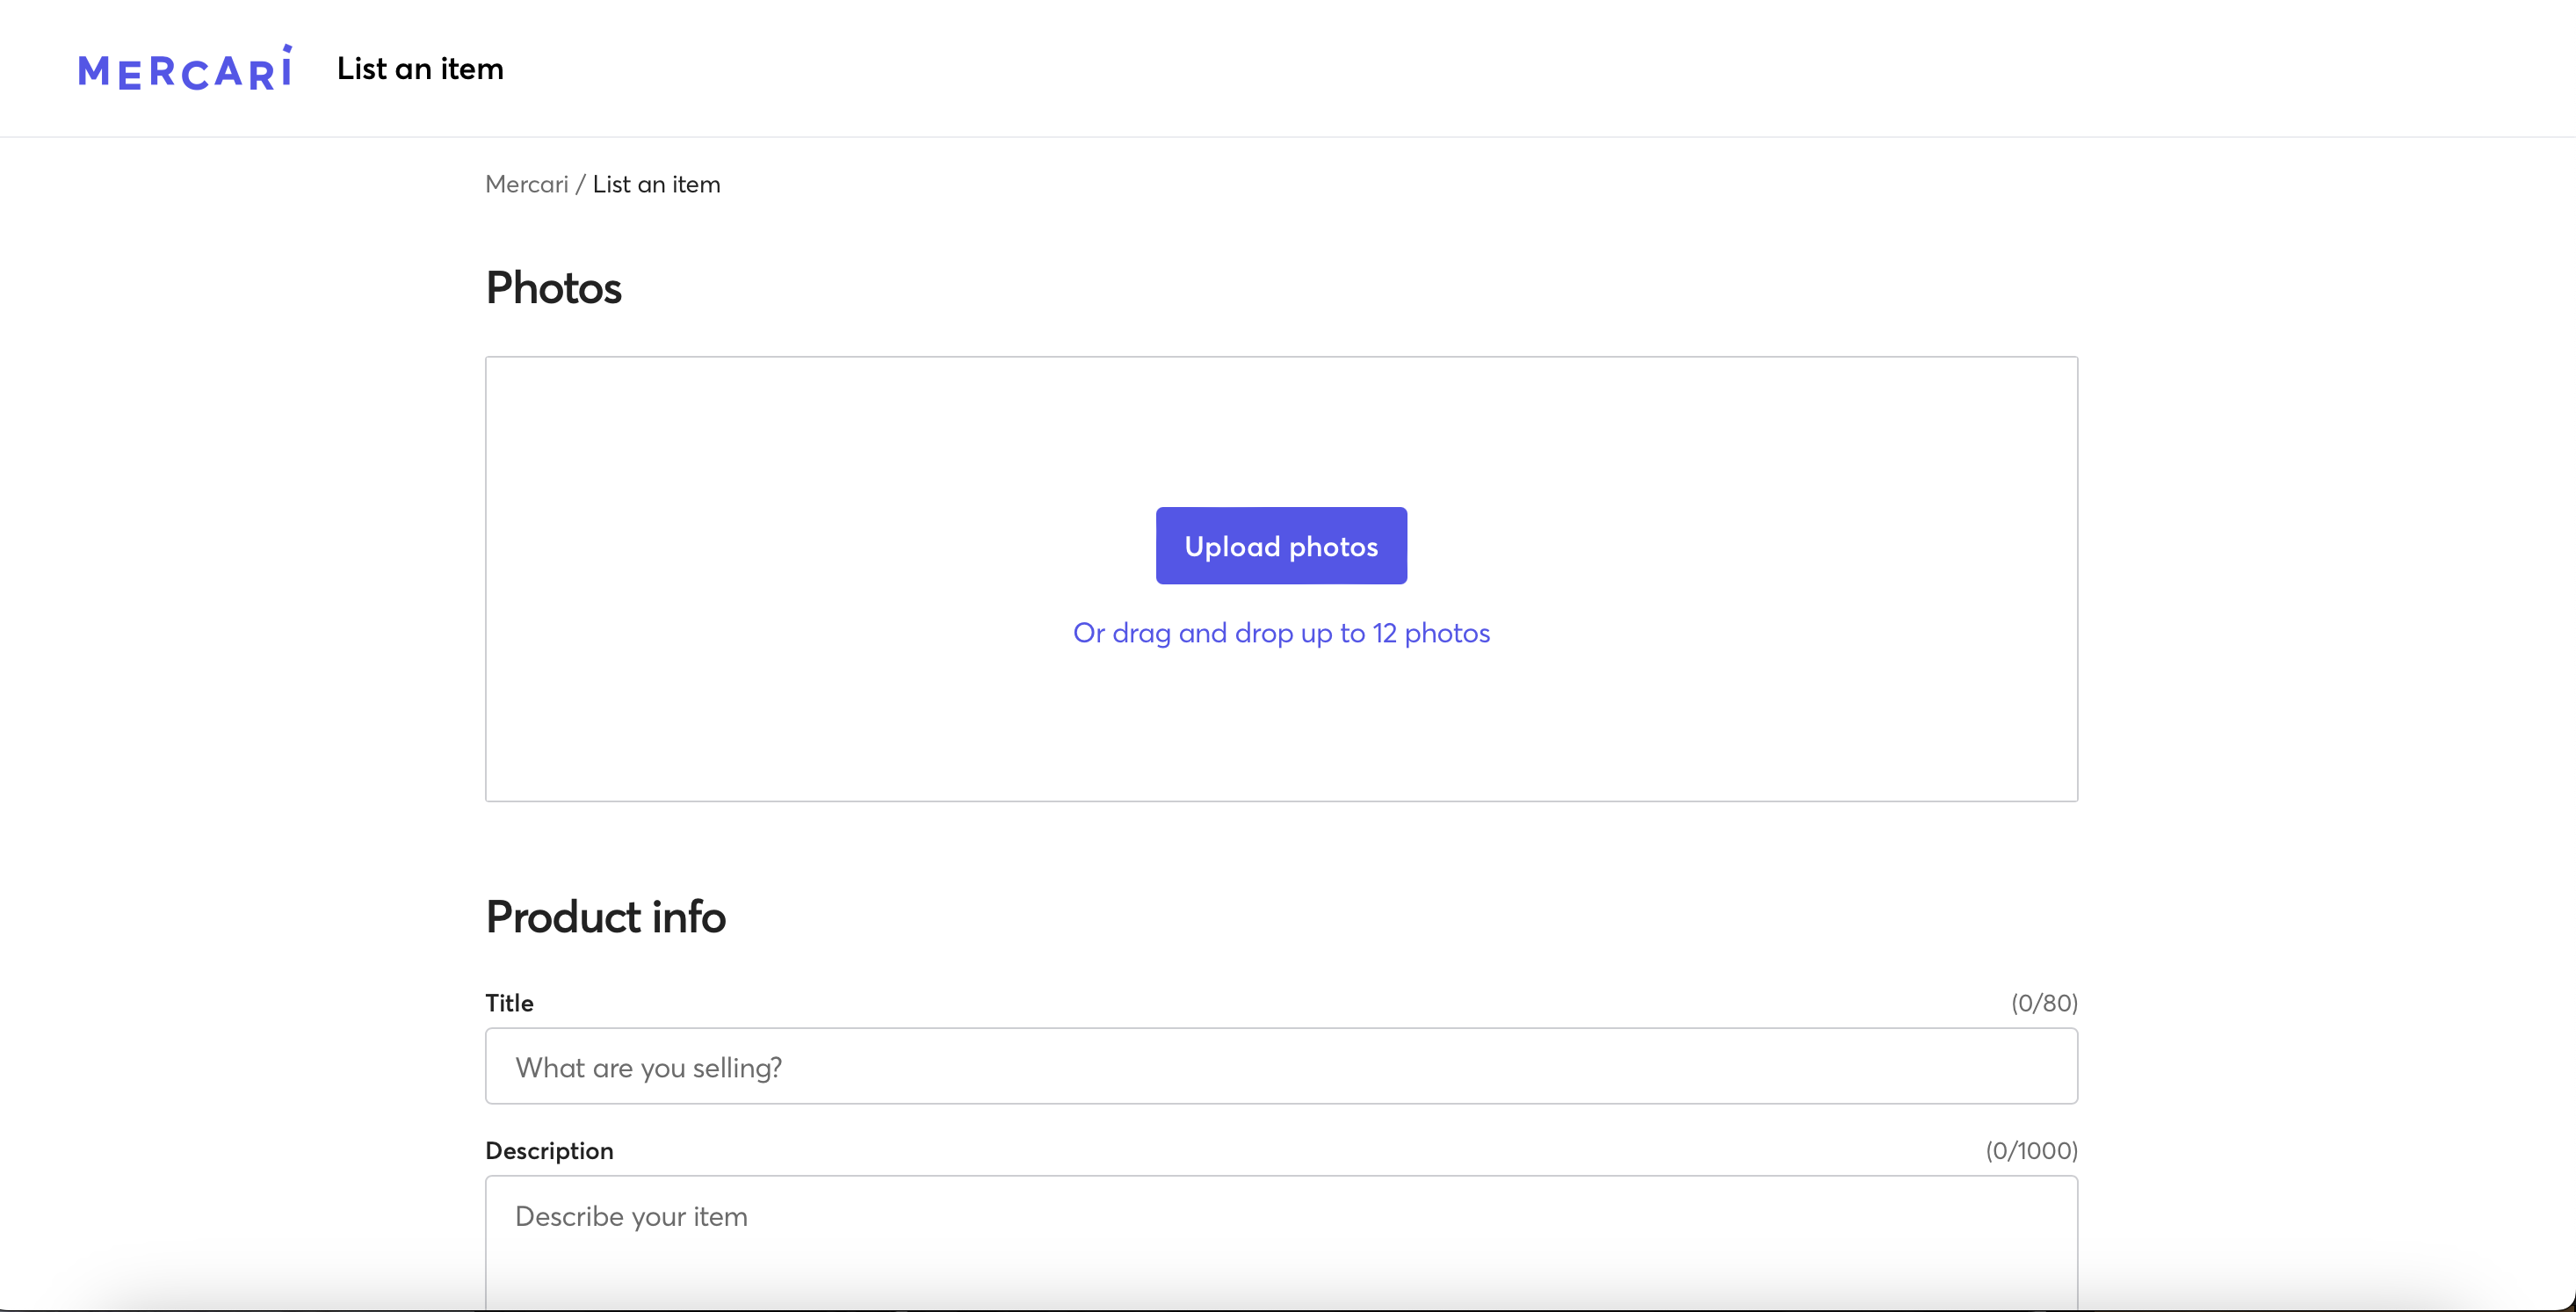 MERCARI List an item
Mercari / List an item
Photos
Upload photos
Or drag and drop up to 12 photos
Product info
Title (0/80)
What are you selling?
Description (0/1000)
Describe your item